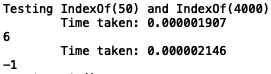 Testing IndexOf(50) and IndexOf(4000)
Time taken: 0.000001907
6
Time taken: 0.000002146
-1